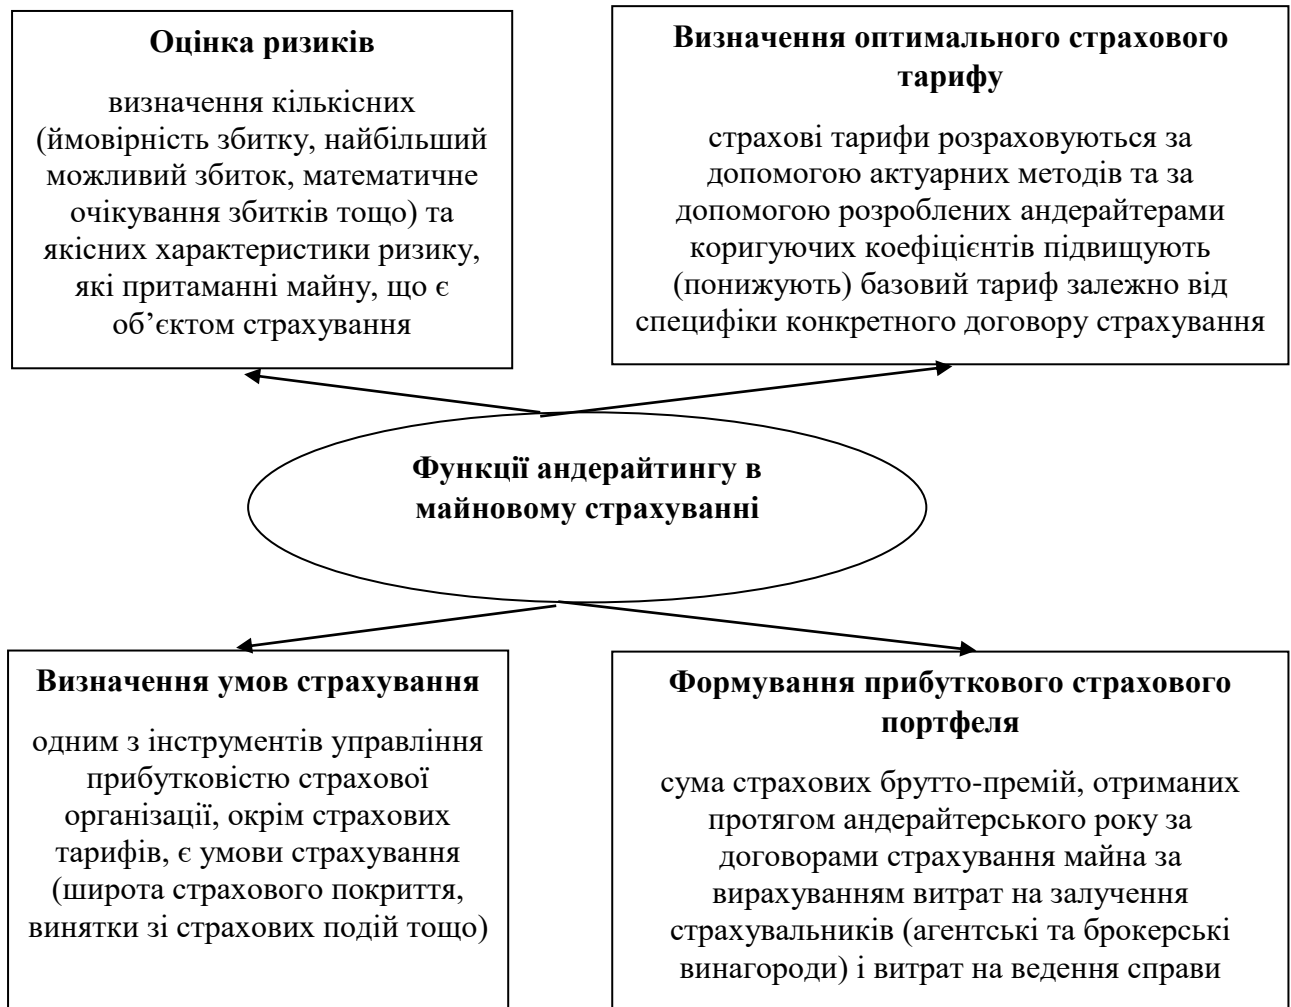 Оцінка ризиків
визначення кількісних
(ймовірність збитку, найбільший
можливий збиток, математичне
очікування збитків тощо) та
якісних характеристики ризику,
які притаманні майну, що є
об’єктом страхування
Визначення оптимального страхового
тарифу
страхові тарифи розраховуються за
допомогою актуарних методів та за
допомогою розроблених андерайтерами
коригуючих коефіцієнтів підвищують
(понижують) базовий тариф залежно від
специфіки конкретного договору страхування
Функції андерайтингу в
майновому страхуванні
Визначення умов страхування
одним з інструментів управління
прибутковістю страхової
організації, окрім страхових
тарифів, є умови страхування
(широта страхового покриття,
винятки зі страхових подій тощо)
Формування прибуткового страхового
портфеля
сума страхових брутто-премій, отриманих
протягом андерайтерського року за
договорами страхування майна за
вирахуванням витрат на залучення
страхувальників (агентські та брокерські
винагороди) і витрат на ведення справи